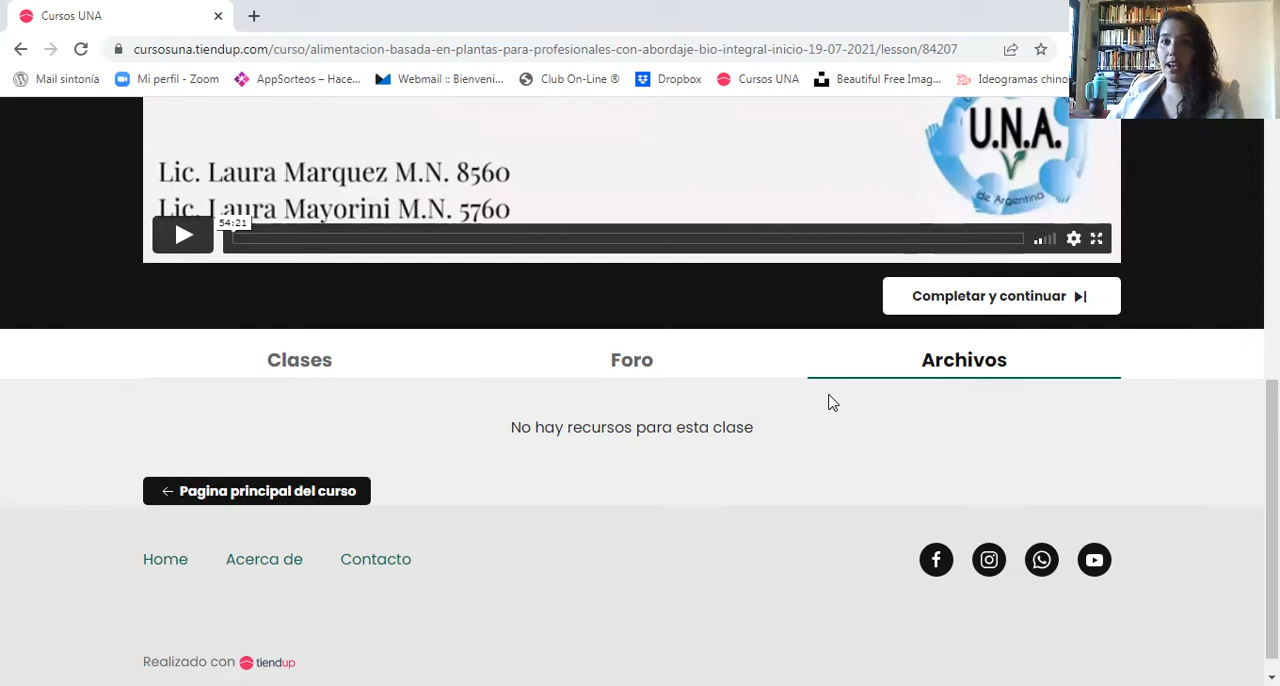 Cursos UNA
cursosuna.tiendup.com/curso/alimentacion-basada-en-plantas-para-profesionales-con-abordaje-bio-integral-inicio-19-07-2021/lesson/84207
Mail sintonía
Mi perfil - Zoom
AppSorteos – Hace...
Webmail :: Bienveni...
Club On-Line ®
Dropbox
Cursos UNA
Beautiful Free Imag...
Ideogramas chino
U.N.A.
de Argentina
Lic. Laura Marquez M.N. 8560
Lic. Laura Mayorini M.N. 5760
54:21
Completar y continuar
Clases
Foro
Archivos
No hay recursos para esta clase
← Pagina principal del curso
Home
Acerca de
Contacto
Realizado con tiendup